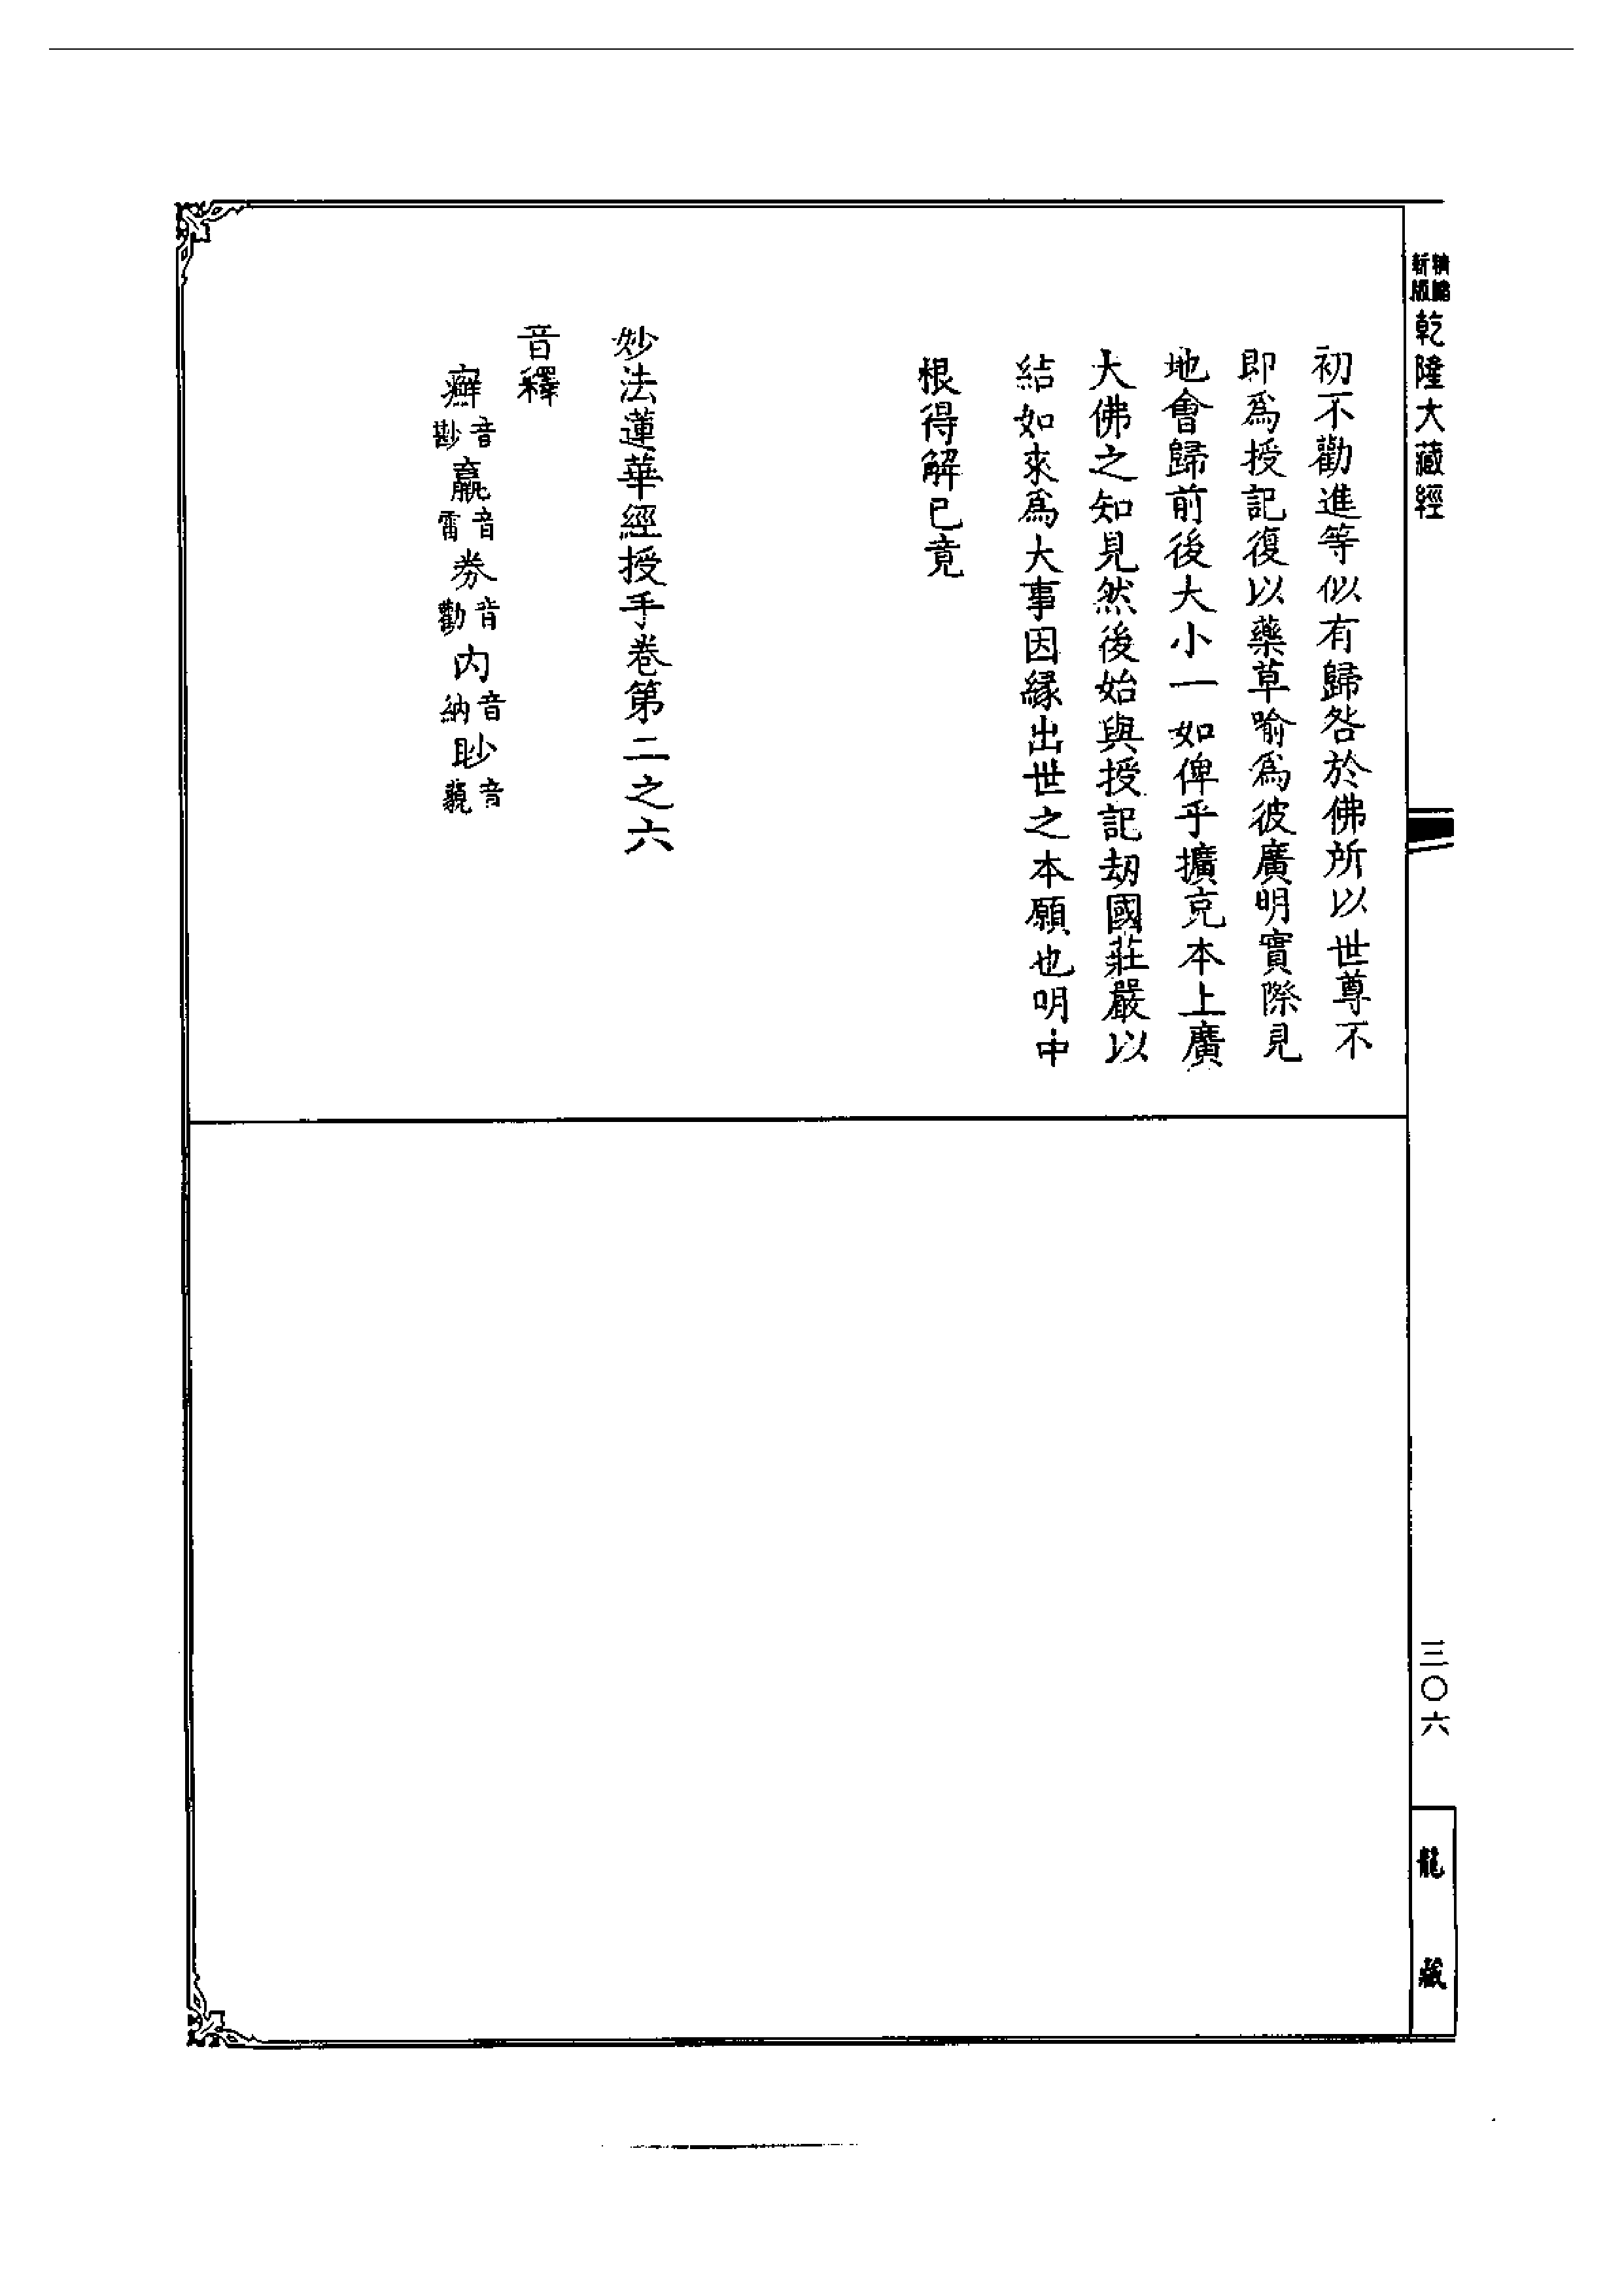 精縮新版乾隆大藏經
初不勸進等似有歸咎於佛所以世尊不
即爲授記復以藥草喻爲彼廣明實際見
地會歸前後大小一如俾乎擴充本上廣
大佛之知見然後始與授記劫國莊嚴以
結如來爲大事因緣出世之本願也明中
根得解已竟
妙法蓮華經授手卷第二之六
音釋
癬音尠羸音雷券音勸内音納眇音藐
三〇六
龍藏